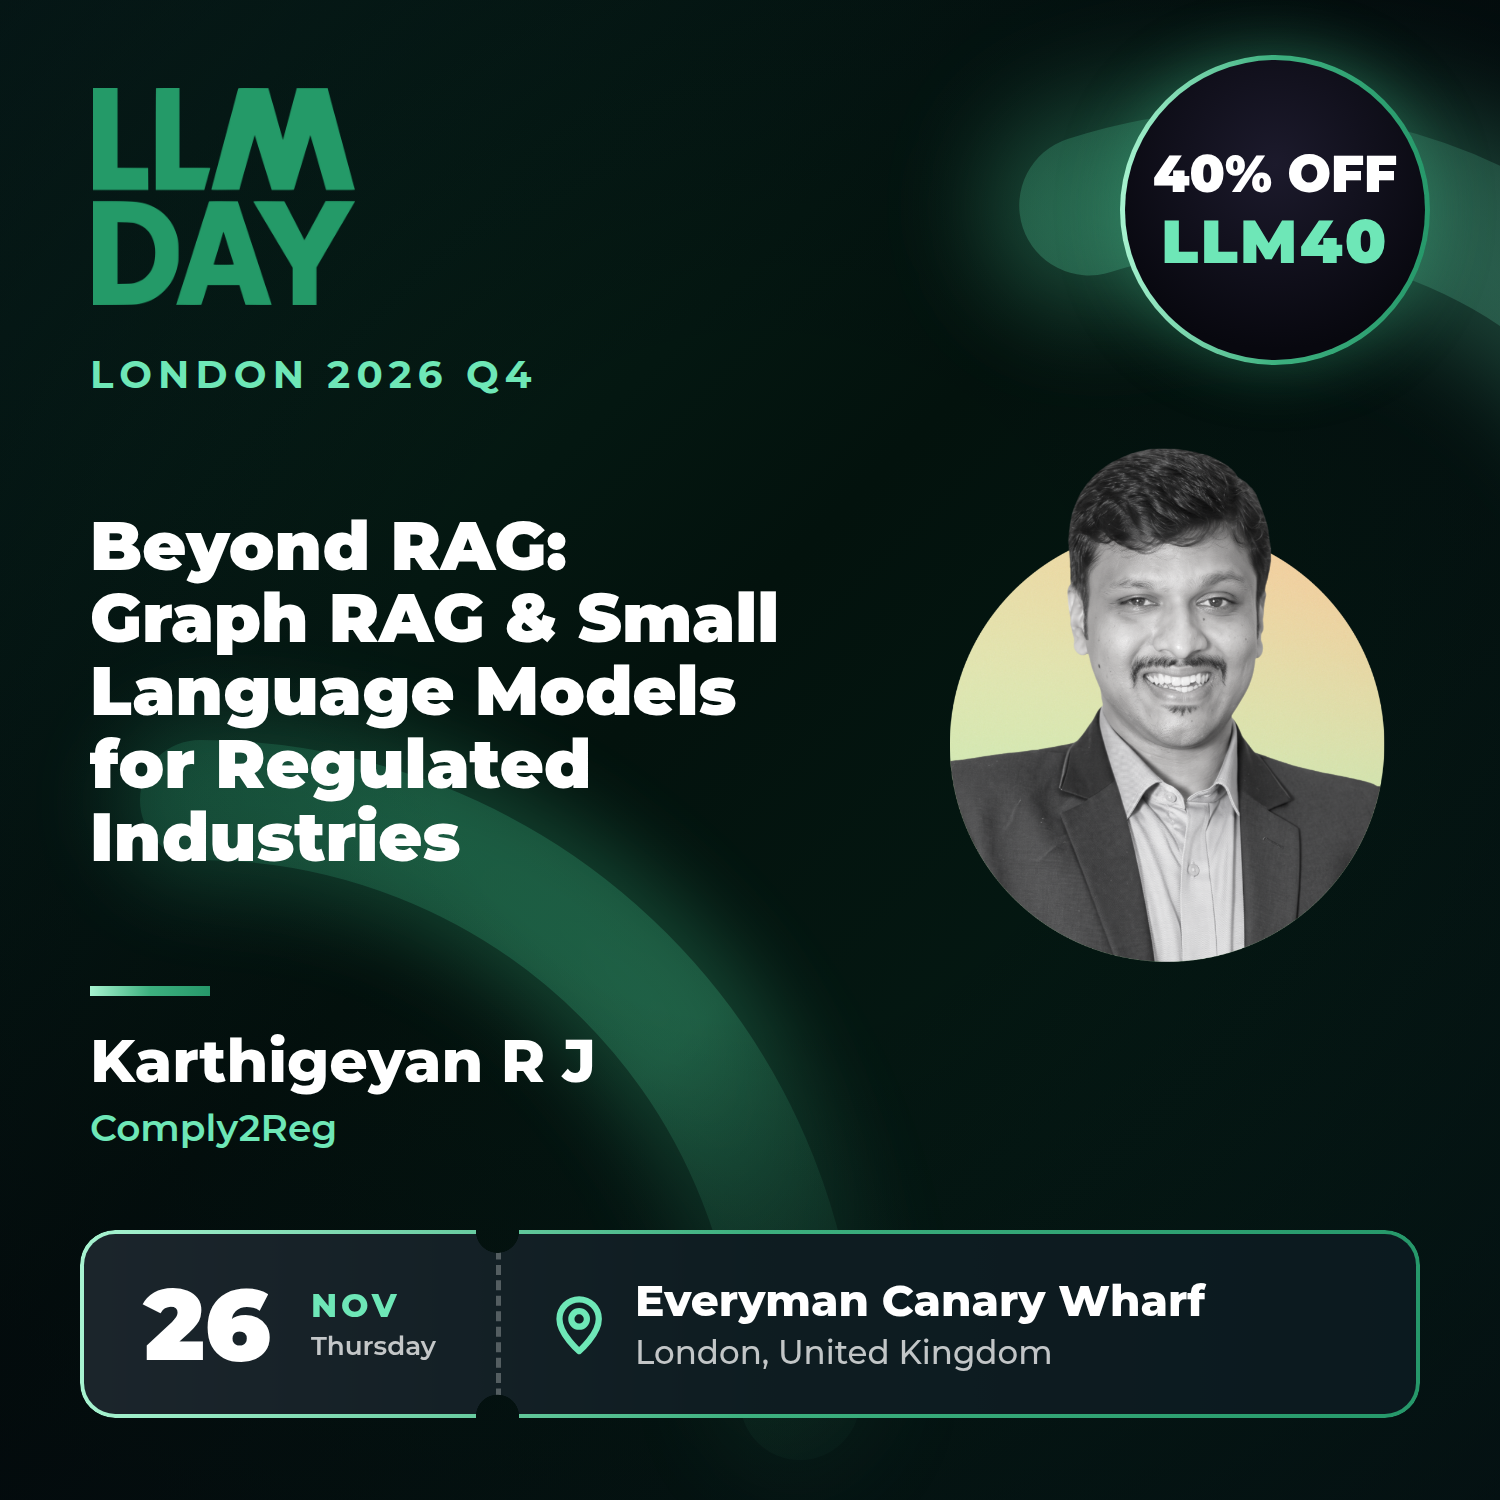 LLM
DAY
LONDON 2026 Q4
40% OFF
LLM40
Beyond RAG:
Graph RAG & Small
Language Models
for Regulated
Industries
Karthigeyan R J
Comply2Reg
26
NOV
Thursday
Everyman Canary Wharf
London, United Kingdom